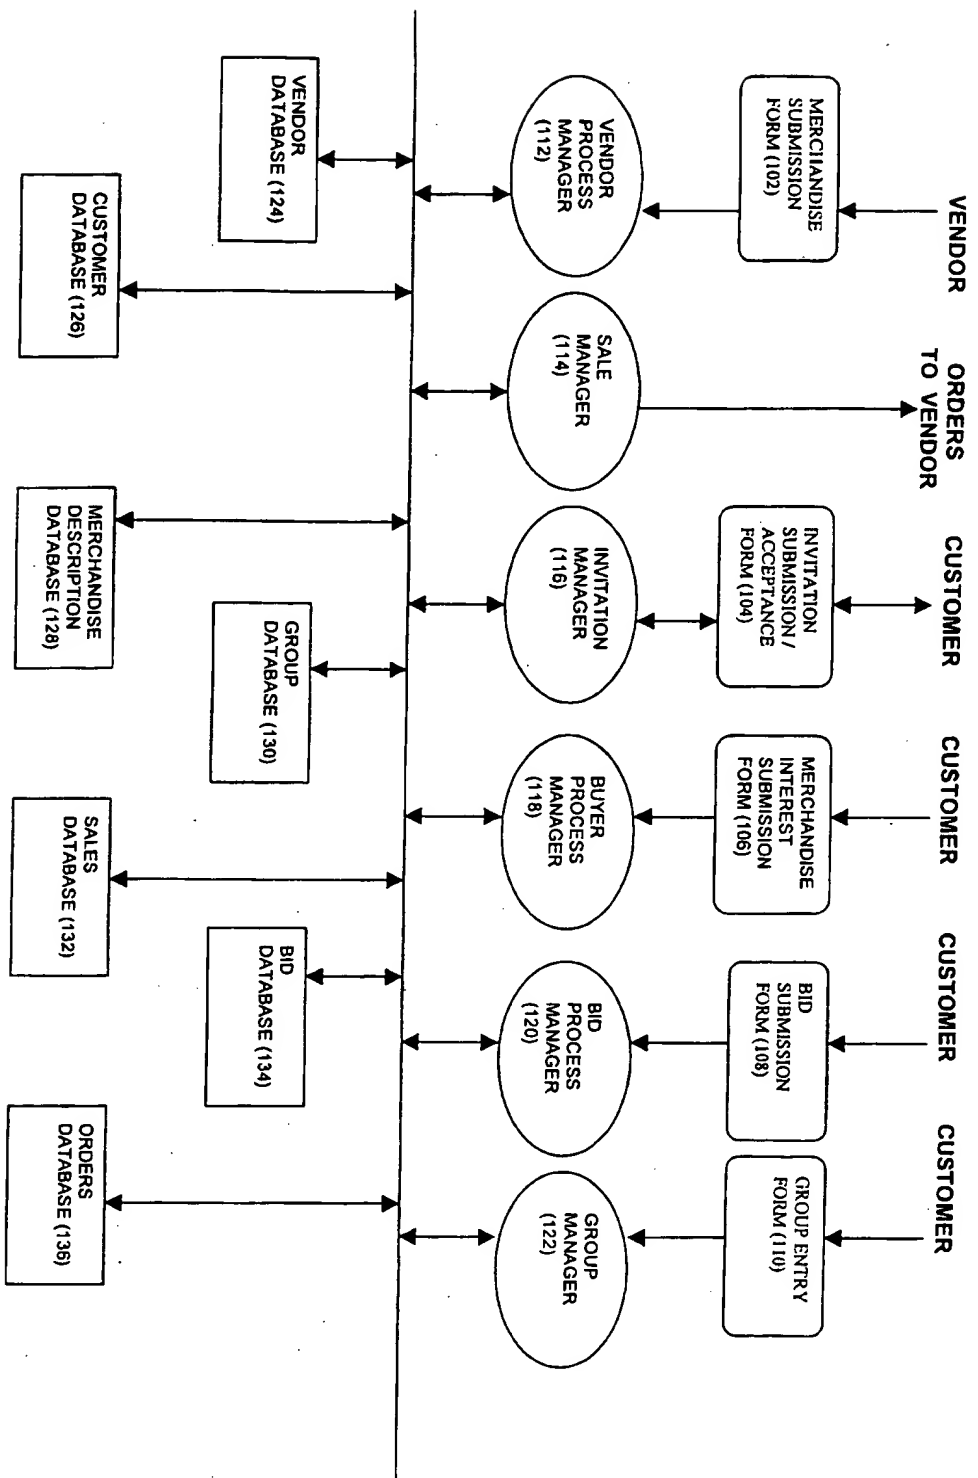 VENDOR
ORDERS
TO VENDOR
CUSTOMER
CUSTOMER
CUSTOMER
CUSTOMER
MERCHANDISE
SUBMISSION
FORM (102)
INVITATION
SUBMISSION /
ACCEPTANCE
FORM (104)
MERCHANDISE
INTEREST
SUBMISSION
FORM (106)
BID
SUBMISSION
FORM (108)
GROUP ENTRY
FORM (110)
VENDOR
PROCESS
MANAGER
(112)
SALE
MANAGER
(114)
INVITATION
MANAGER
(116)
BUYER
PROCESS
MANAGER
(118)
BID
PROCESS
MANAGER
(120)
GROUP
MANAGER
(122)
VENDOR
DATABASE (124)
GROUP
DATABASE (130)
BID
DATABASE (134)
CUSTOMER
DATABASE (126)
MERCHANDISE
DESCRIPTION
DATABASE (128)
SALES
DATABASE (132)
ORDERS
DATABASE (136)